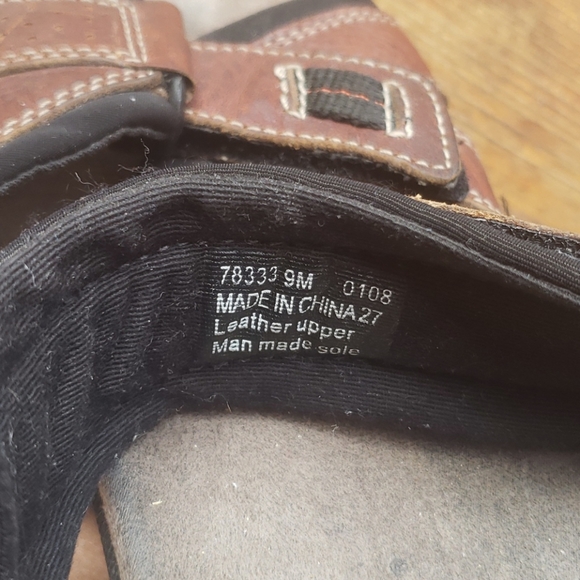 78333 9M 0108
MADE IN CHINA 27
Leather upper
Man made sole